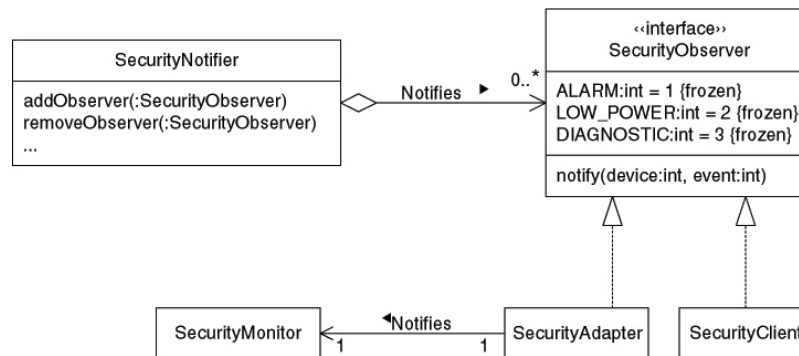 ‹‹interface››
SecurityObserver
SecurityNotifier
addObserver(:SecurityObserver)
removeObserver(:SecurityObserver)
...
Notifies
0..*
ALARM:int = 1 {frozen}
LOW_POWER:int = 2 {frozen}
DIAGNOSTIC:int = 3 {frozen}
notify(device:int, event:int)
SecurityMonitor
Notifies
1
1
SecurityAdapter
SecurityClient